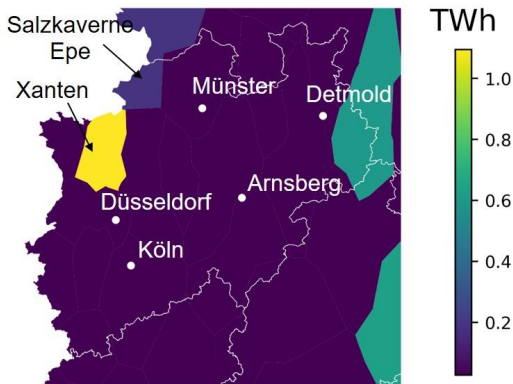 Salzkaverne
Epe
Xanten
Münster
Detmold
Arnsberg
Düsseldorf
Köln
TWh
1.0
0.8
0.6
0.4
0.2